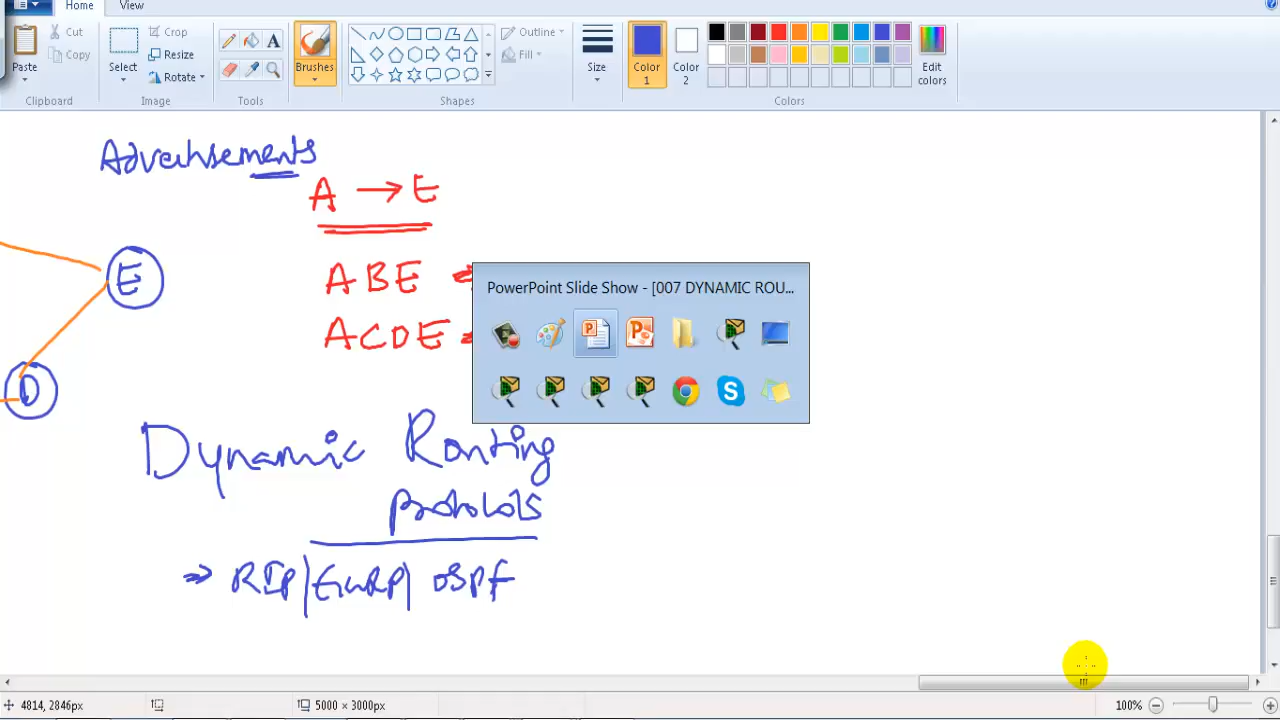 Home View
Cut
Copy
Paste
Clipboard
Select
Crop
Resize
Rotate
Image
Tools
Brushes
Shapes
Outline
Fill
Size
Color 1
Color 2
Edit colors
Colors
Advertisements
A → E
ABE
ACDE
E
D
PowerPoint Slide Show - [007 DYNAMIC ROU...
Dynamic Routing
protocols
⇒ RIP | EIGRP | OSPF
4814, 2846px
5000 × 3000px
100%